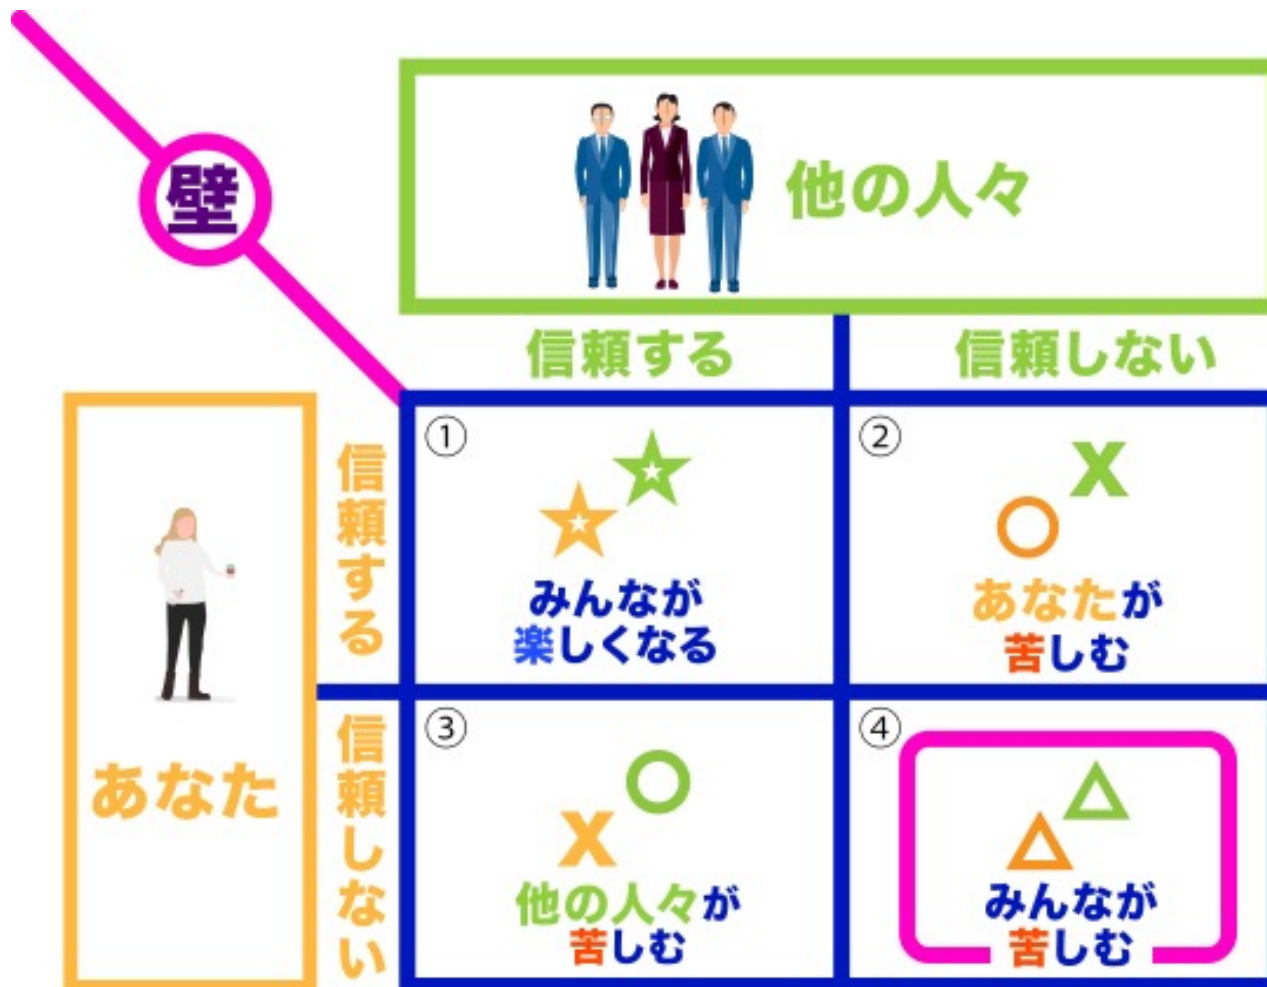 壁
他の人々
信頼する
信頼しない
あなた
信頼する
信頼しない
①
みんなが
楽しくなる
②
X
あなたが
苦しむ
③
X
他の人々が
苦しむ
④
みんなが
苦しむ